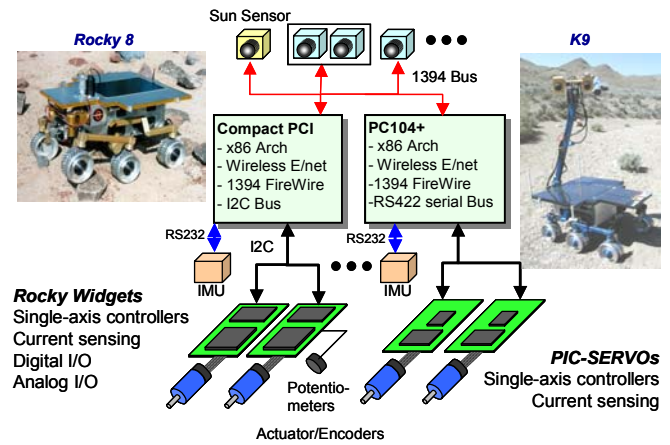 Sun Sensor
Rocky 8
K9
1394 Bus
Compact PCI
- x86 Arch
- Wireless E/net
- 1394 FireWire
- I2C Bus
PC104+
- x86 Arch
- Wireless E/net
-1394 FireWire
-RS422 serial Bus
RS232
I2C
RS232
IMU
IMU
Rocky Widgets
Single-axis controllers
Current sensing
Digital I/O
Analog I/O
Potentio-
meters
PIC-SERVOs
Single-axis controllers
Current sensing
Actuator/Encoders